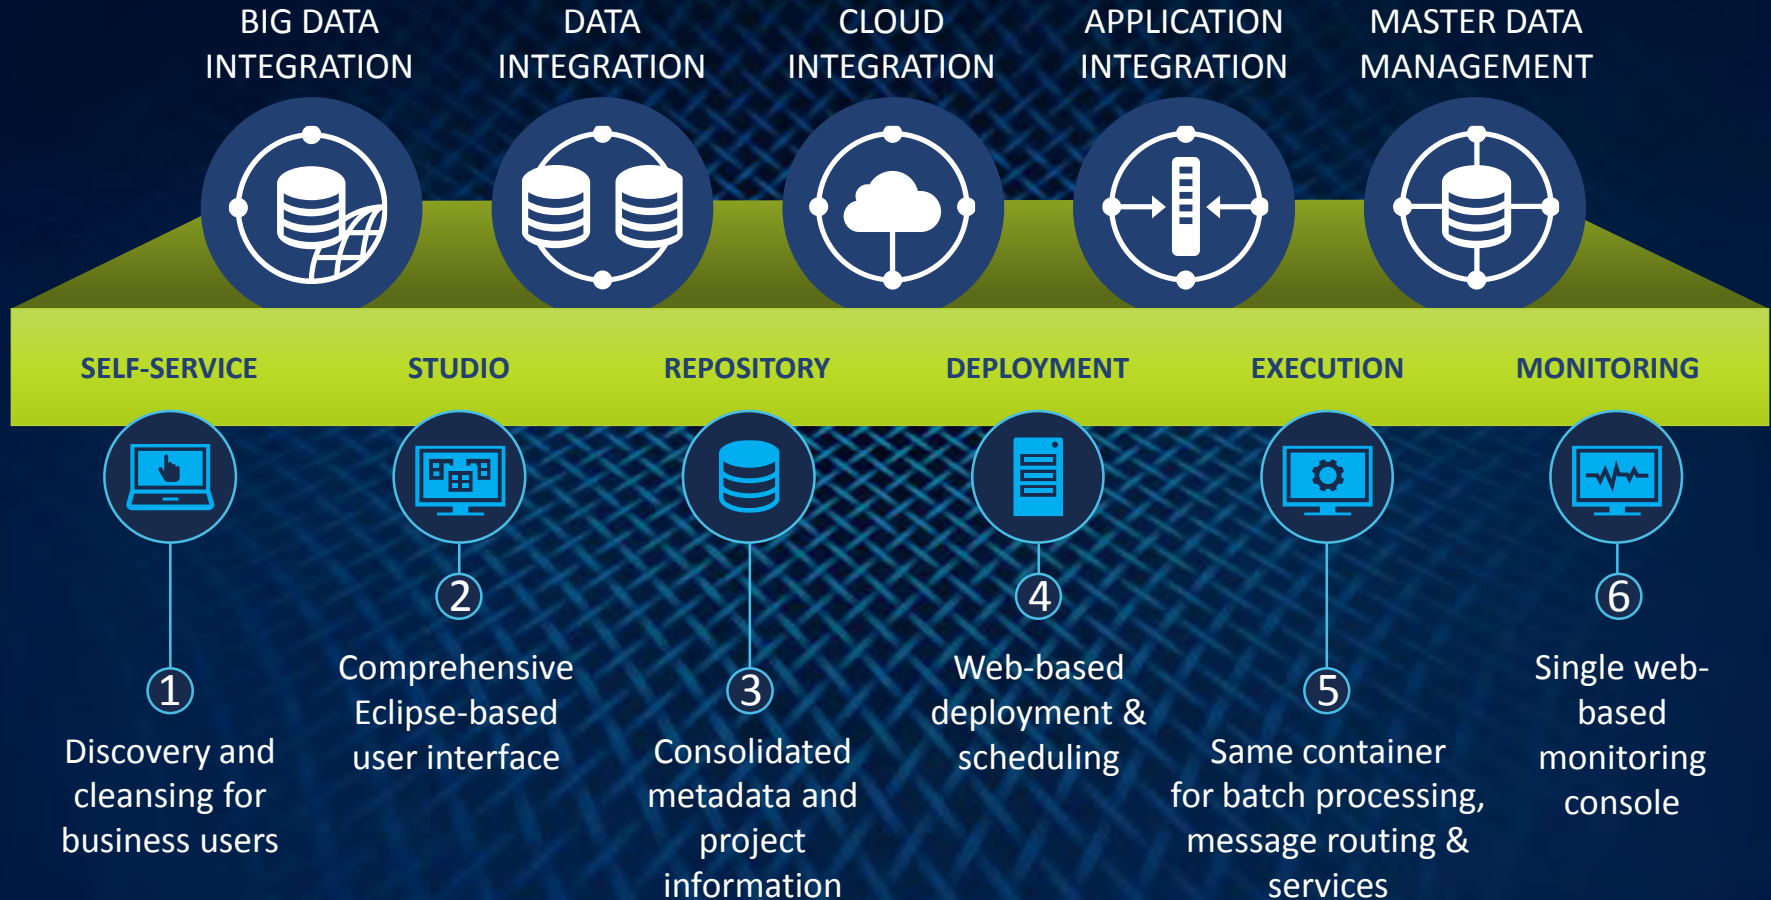 BIG DATA
INTEGRATION
DATA
INTEGRATION
CLOUD
INTEGRATION
APPLICATION
INTEGRATION
MASTER DATA
MANAGEMENT
SELF-SERVICE
STUDIO
REPOSITORY
DEPLOYMENT
EXECUTION
MONITORING
1
Discovery and
cleansing for
business users
2
Comprehensive
Eclipse-based
user interface
3
Consolidated
metadata and
project
information
4
Web-based
deployment &
scheduling
5
Same container
for batch processing,
message routing &
services
6
Single web-
based
monitoring
console